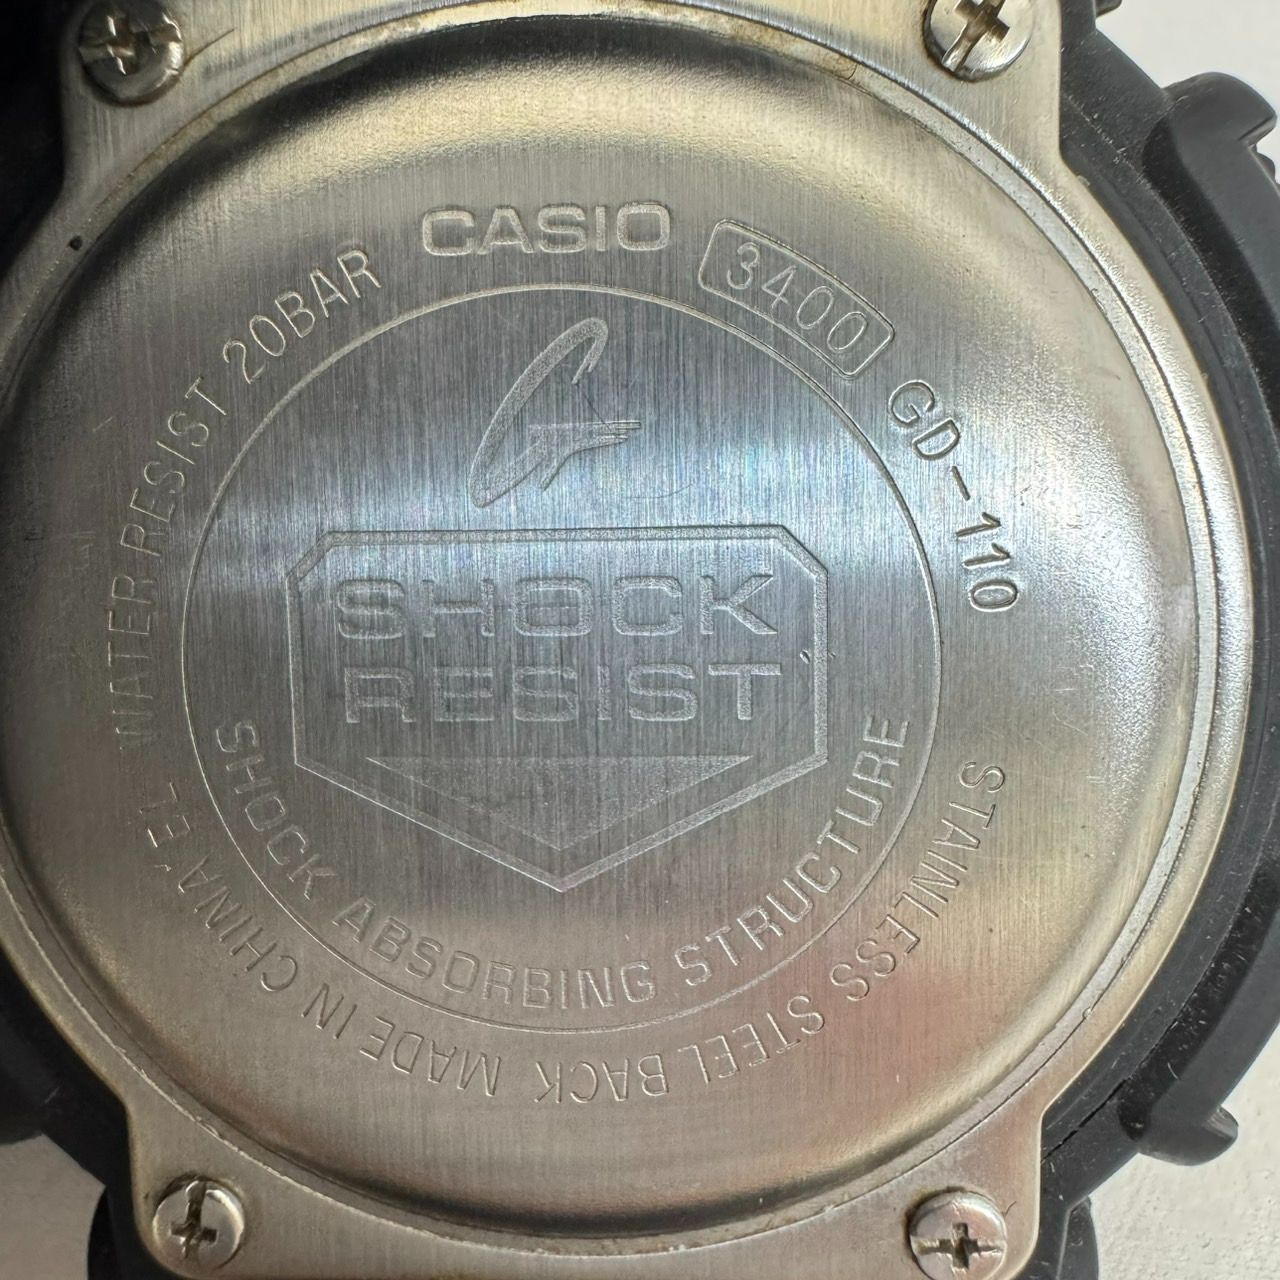 CASIO
3400
GD-110
STAINLESS STEEL BACK
MADE IN CHINA'EL
WATER RESIST 20BAR
G
SHOCK
RESIST
SHOCK ABSORBING STRUCTURE